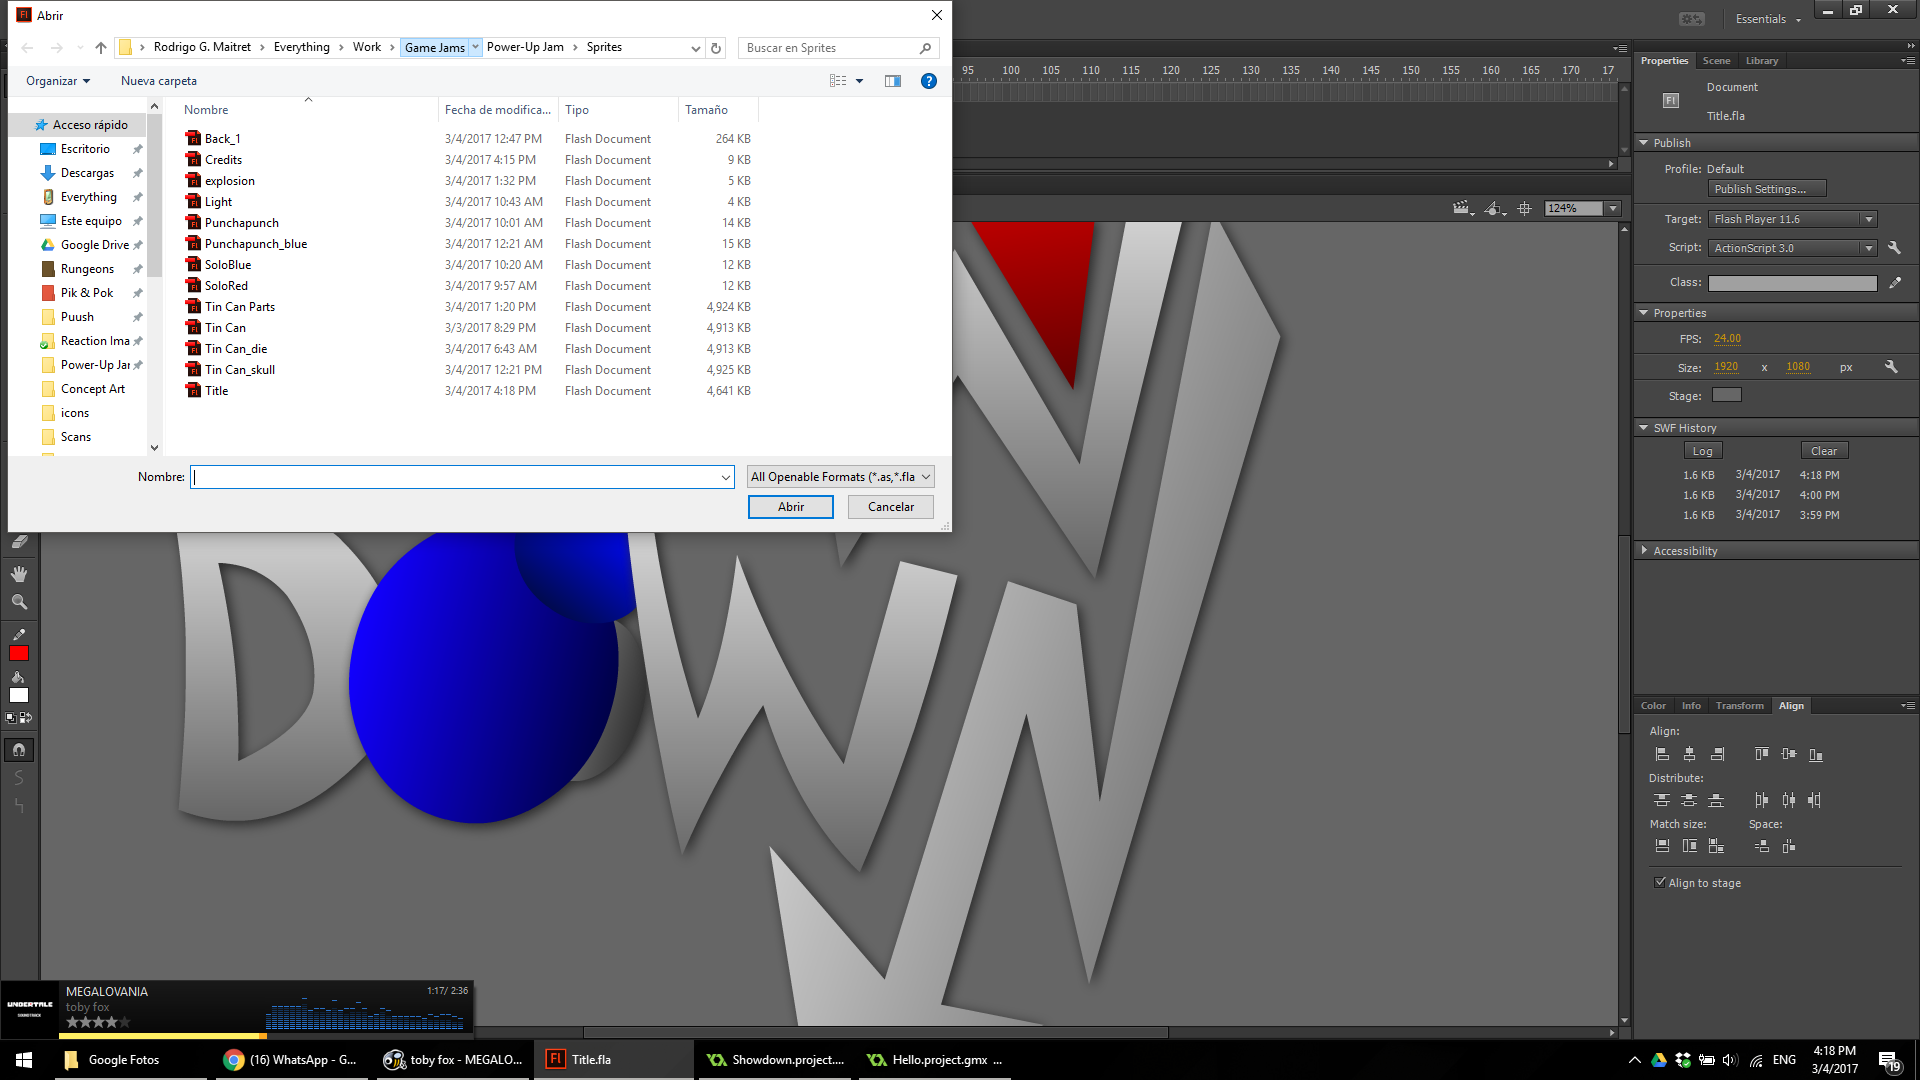 Abrir
Rodrigo G. Maitret > Everything > Work > Game Jams Power-Up Jam > Sprites
Buscar en Sprites
Organizar
Nueva carpeta
Nombre Fecha de modifica... Tipo Tamaño
Acceso rápido
Escritorio
Descargas
Everything
Este equipo
Google Drive
Rungeons
Pik & Pok
Puush
Reaction Ima
Power-Up Jar
Concept Art
icons
Scans
Back_1 3/4/2017 12:47 PM Flash Document 264 KB
Credits 3/4/2017 4:15 PM Flash Document 9 KB
explosion 3/4/2017 1:32 PM Flash Document 5 KB
Light 3/4/2017 10:43 AM Flash Document 4 KB
Punchapunch 3/4/2017 10:01 AM Flash Document 14 KB
Punchapunch_blue 3/4/2017 12:21 AM Flash Document 15 KB
SoloBlue 3/4/2017 10:20 AM Flash Document 12 KB
SoloRed 3/4/2017 9:57 AM Flash Document 12 KB
Tin Can Parts 3/4/2017 1:20 PM Flash Document 4,924 KB
Tin Can 3/3/2017 8:29 PM Flash Document 4,913 KB
Tin Can_die 3/4/2017 6:43 AM Flash Document 4,913 KB
Tin Can_skull 3/4/2017 12:21 PM Flash Document 4,925 KB
Title 3/4/2017 4:18 PM Flash Document 4,641 KB
Nombre:
All Openable Formats (*.as,*.fla
Abrir Cancelar
Essentials
95 100 105 110 115 120 125 130 135 140 145 150 155 160 165 170 17
124%
Properties Scene Library
Fl
Document
Title.fla
Publish
Profile: Default
Publish Settings...
Target: Flash Player 11.6
Script: ActionScript 3.0
Class:
Properties
FPS: 24.00
Size: 1920 x 1080 px
Stage:
SWF History
Log Clear
1.6 KB 3/4/2017 4:18 PM
1.6 KB 3/4/2017 4:00 PM
1.6 KB 3/4/2017 3:59 PM
Accessibility
Color Info Transform Align
Align:
Distribute:
Match size: Space:
Align to stage
DOWN
UNDERTALE
SOUNDTRACK
MEGALOVANIA
toby fox
1:17/ 2:36
Google Fotos
(16) WhatsApp - G...
toby fox - MEGALO...
Fl Title.fla
Showdown.project....
Hello.project.gmx ...
ENG
4:18 PM
3/4/2017
19